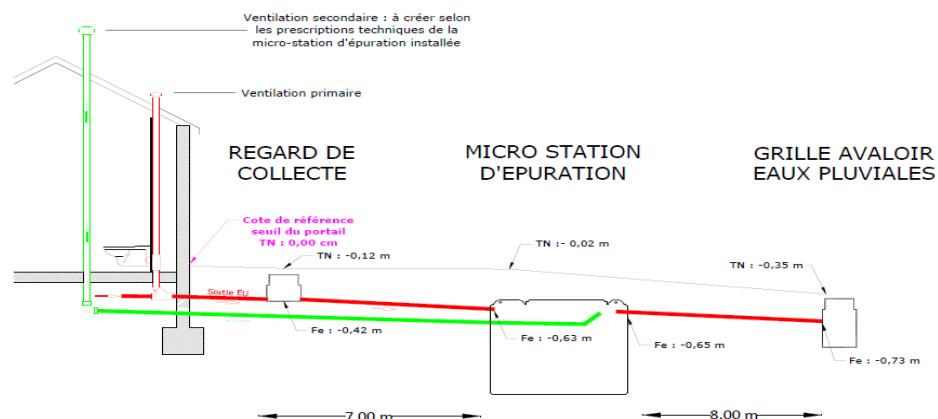 Ventilation secondaire : à créer selon
les prescriptions techniques de la
micro-station d'épuration installée
Ventilation primaire
REGARD DE
COLLECTE
MICRO STATION
D'EPURATION
GRILLE AVALOIR
EAUX PLUVIALES
Cote de référence
seuil du portail
TN : 0,00 cm
TN : -0,12 m
TN :- 0,02 m
TN : -0,35 m
Sortie EU
Fe : -0,42 m
Fe : -0,63 m
Fe : -0,65 m
Fe : -0,73 m
7.00 m
8.00 m